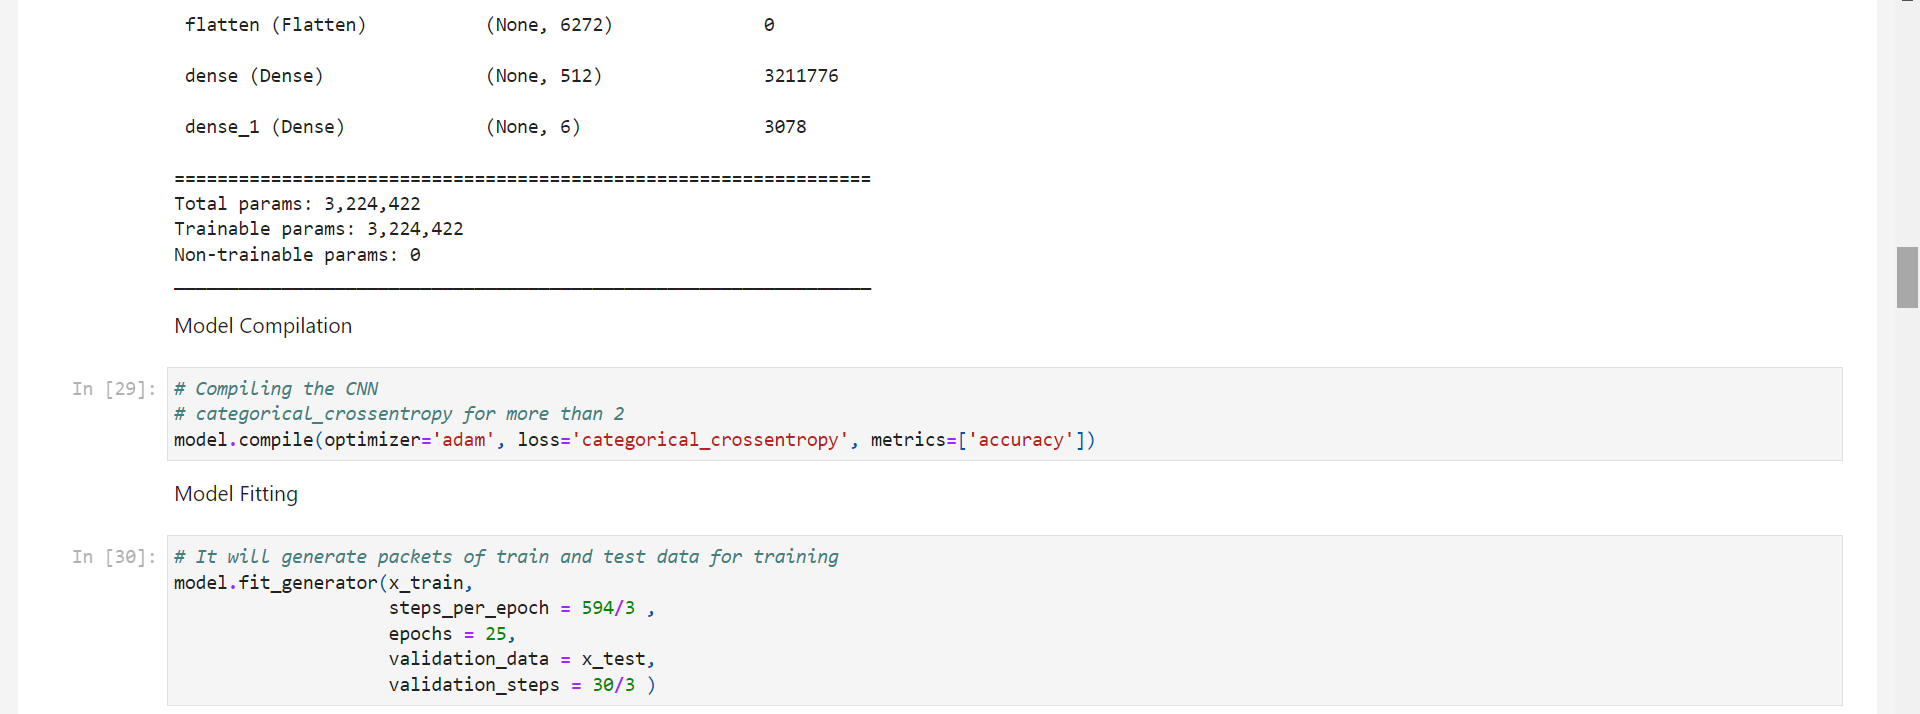 flatten (Flatten) (None, 6272) 0
dense (Dense) (None, 512) 3211776
dense_1 (Dense) (None, 6) 3078
=================================================================
Total params: 3,224,422
Trainable params: 3,224,422
Non-trainable params: 0
_________________________________________________________________
Model Compilation
In [29]: # Compiling the CNN
# categorical_crossentropy for more than 2
model.compile(optimizer='adam', loss='categorical_crossentropy', metrics=['accuracy'])
Model Fitting
In [30]: # It will generate packets of train and test data for training
model.fit_generator(x_train,
steps_per_epoch = 594/3 ,
epochs = 25,
validation_data = x_test,
validation_steps = 30/3 )